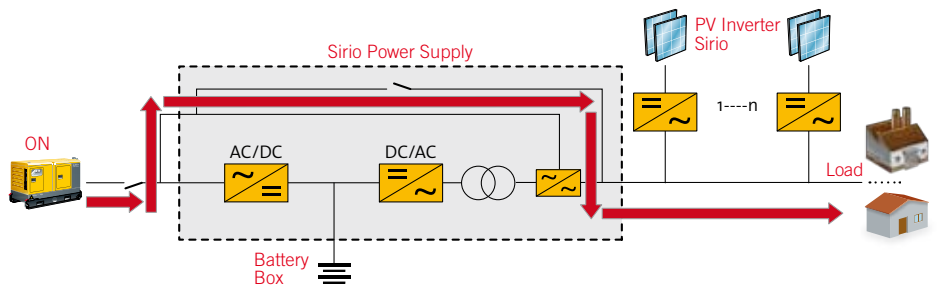 PV Inverter
Sirio
Sirio Power Supply
1----n
ON
AC/DC
DC/AC
Load
Battery
Box